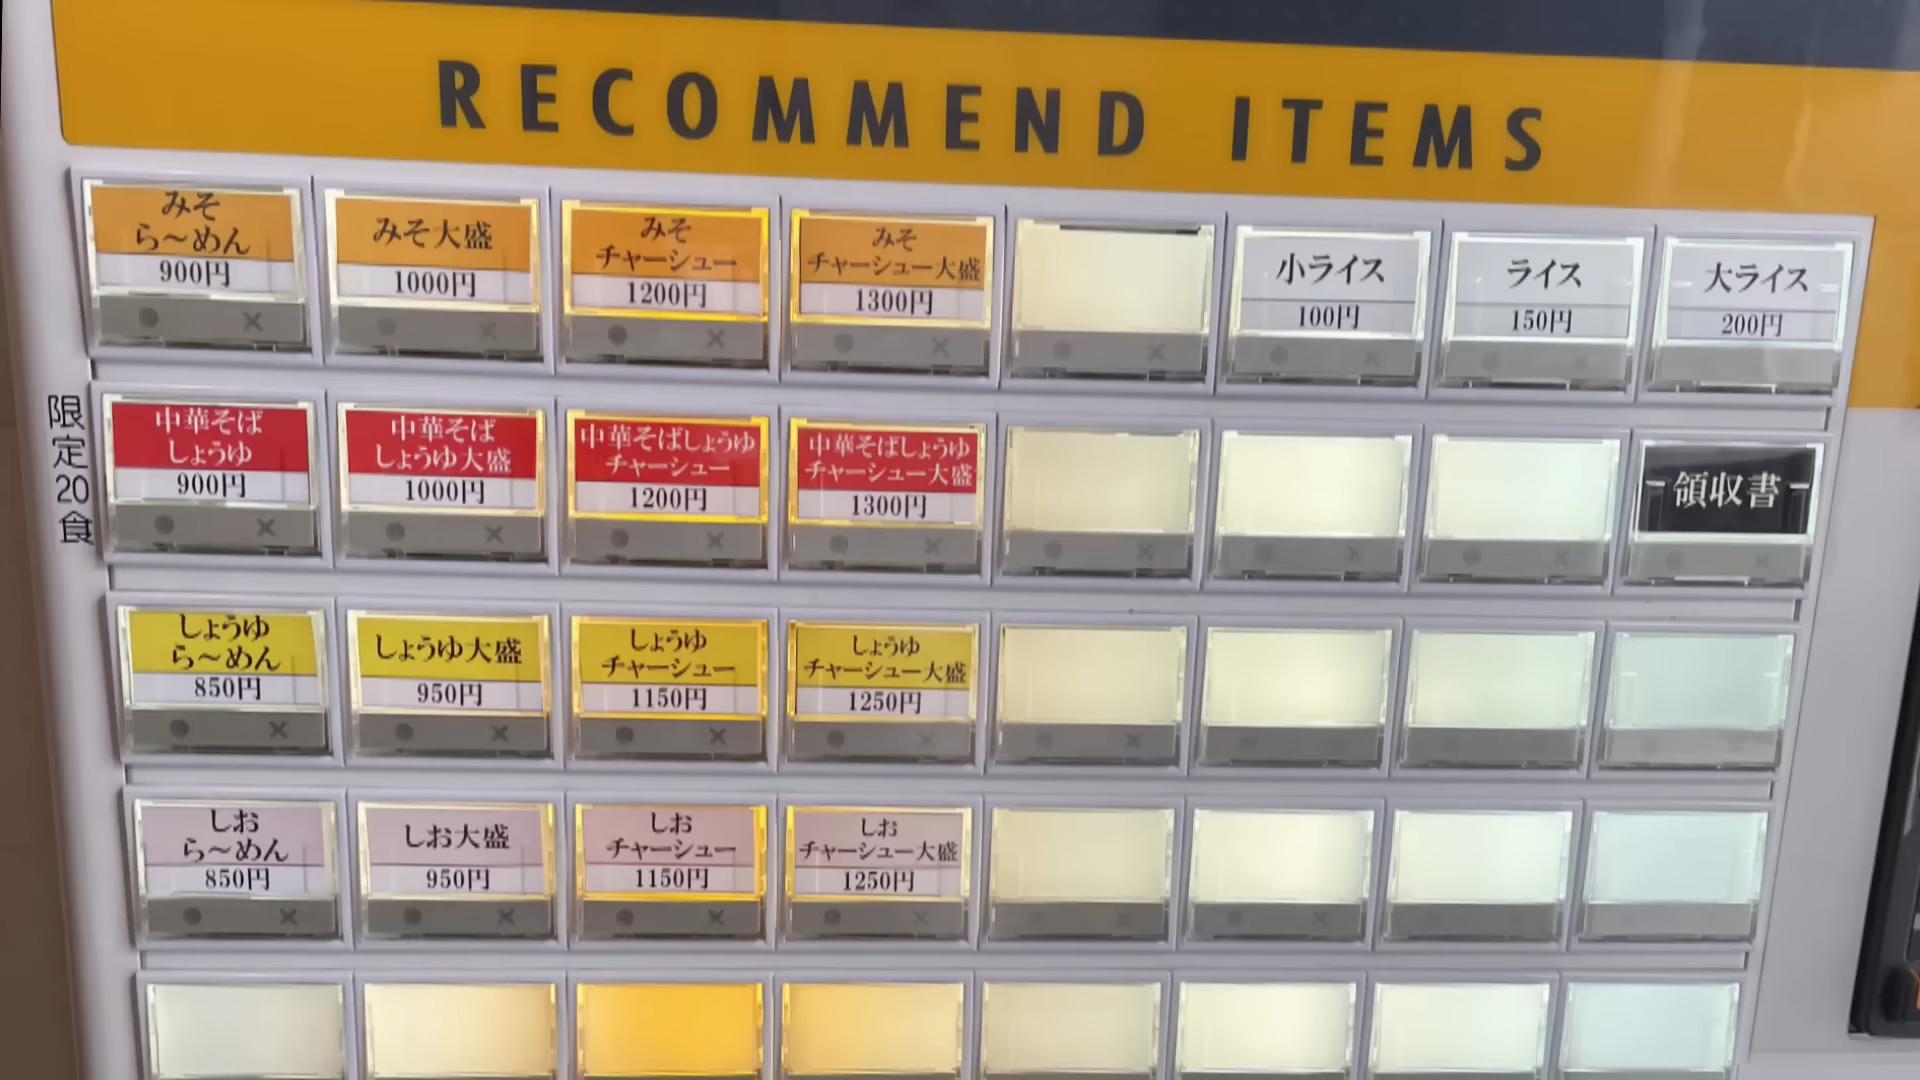 RECOMMEND ITEMS
みそ
ら〜めん
900円
みそ大盛
1000円
みそ
チャーシュー
1200円
みそ
チャーシュー大盛
1300円
小ライス
100円
ライス
150円
大ライス
200円
限定20食
中華そば
しょうゆ
900円
中華そば
しょうゆ大盛
1000円
中華そばしょうゆ
チャーシュー
1200円
中華そばしょうゆ
チャーシュー大盛
1300円
領収書
しょうゆ
ら〜めん
850円
しょうゆ大盛
950円
しょうゆ
チャーシュー
1150円
しょうゆ
チャーシュー大盛
1250円
しお
ら〜めん
850円
しお大盛
950円
しお
チャーシュー
1150円
しお
チャーシュー大盛
1250円